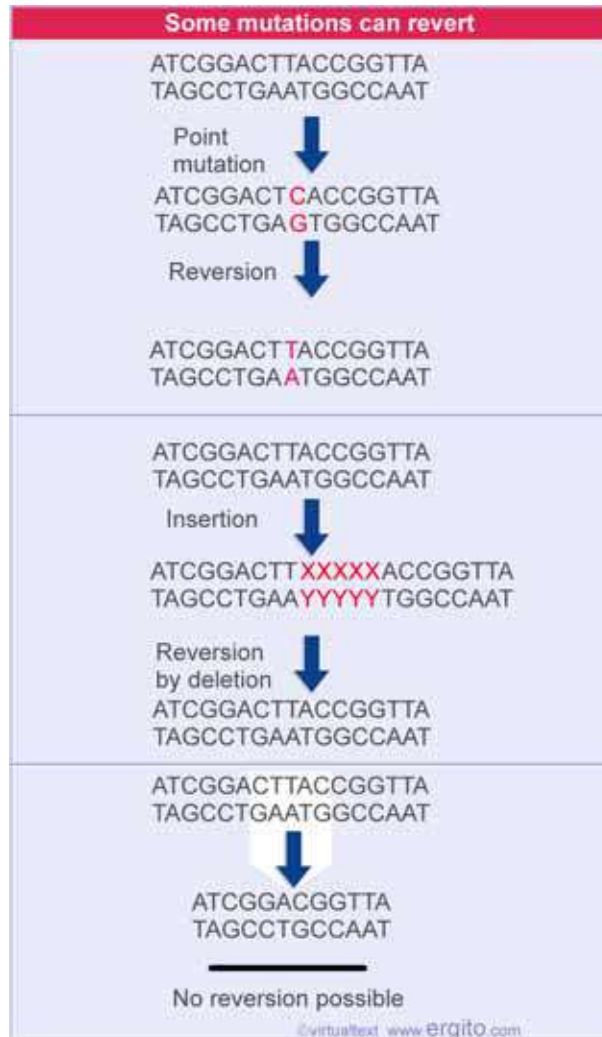 Some mutations can revert
ATCGGACTTACCGGTTA
TAGCCTGAATGGCCAAT
Point
mutation
ATCGGACTCACCGGTTA
TAGCCTGAGTGGCCAAT
Reversion
ATCGGACTTACCGGTTA
TAGCCTGAATGGCCAAT
ATCGGACTTACCGGTTA
TAGCCTGAATGGCCAAT
Insertion
ATCGGACTTXXXXXACCGGTTA
TAGCCTGAAYYYYYTGGCCAAT
Reversion
by deletion
ATCGGACTTACCGGTTA
TAGCCTGAATGGCCAAT
ATCGGACTTACCGGTTA
TAGCCTGAATGGCCAAT
ATCGGACGGTTA
TAGCCTGCCAAT
No reversion possible
©virtualtext www.ergito.com